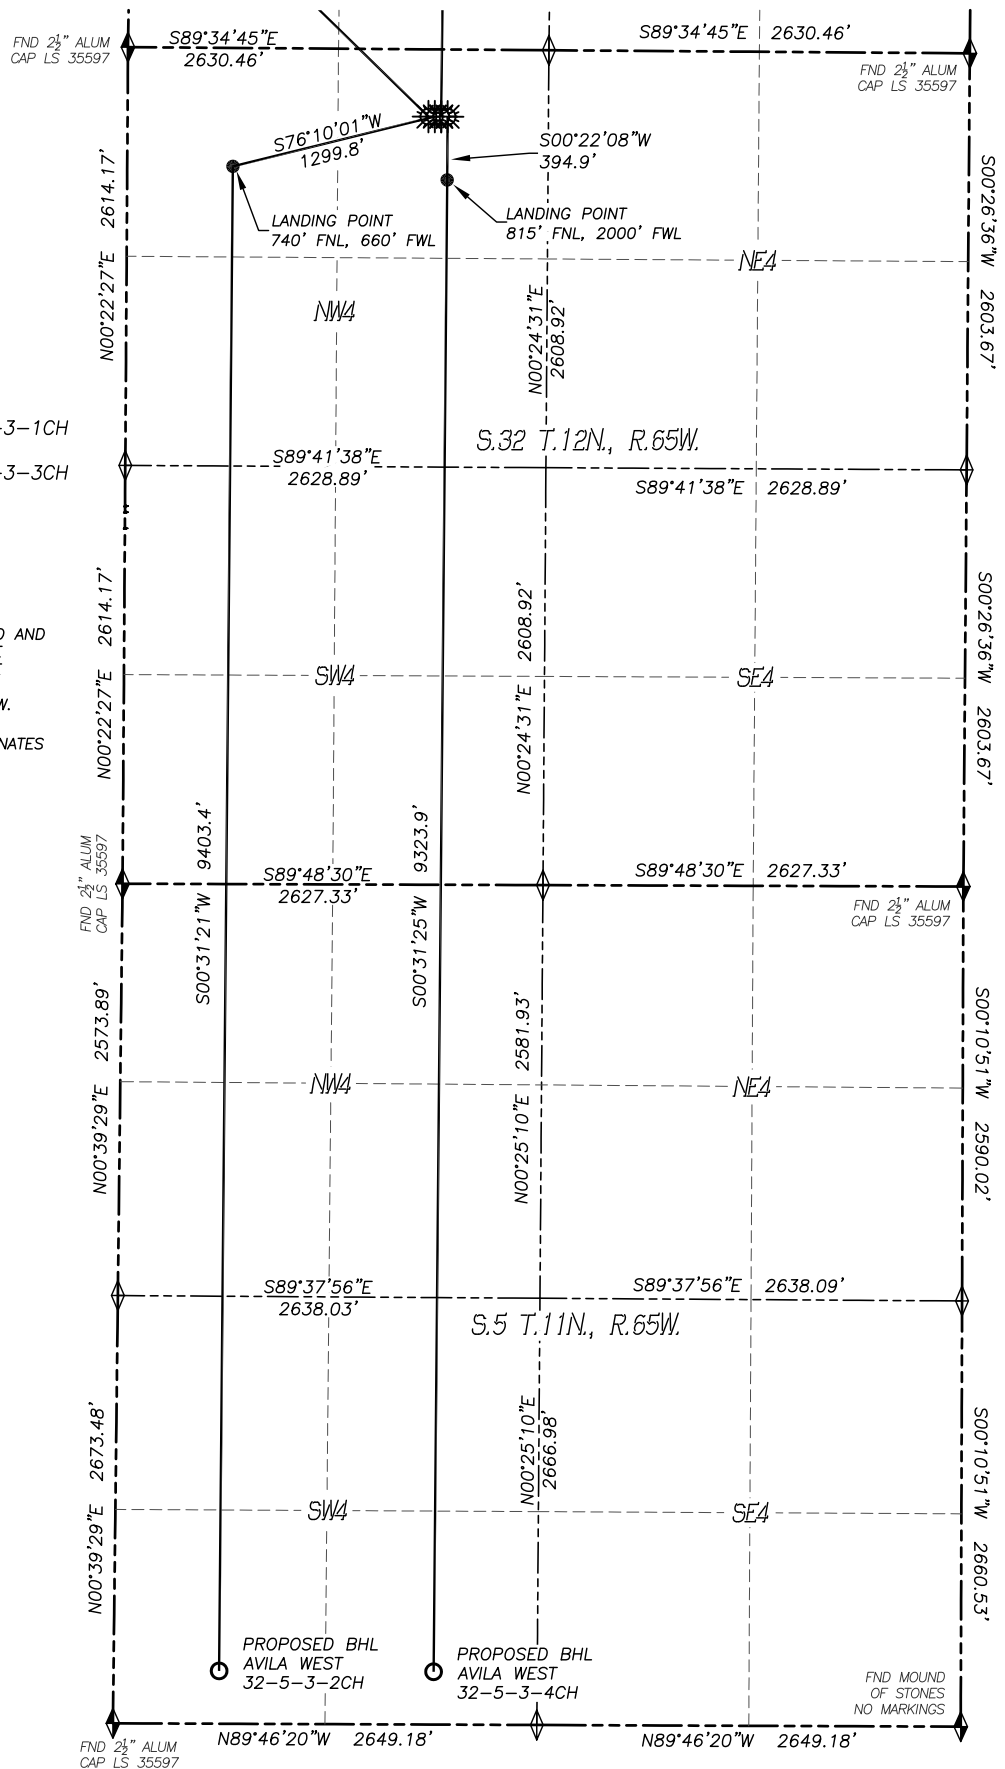 FND 2½" ALUM
CAP LS 35597
S89°34'45"E
2630.46'
S89°34'45"E 2630.46'
FND 2½" ALUM
CAP LS 35597
S76°10'01"W
1299.8'
S00°22'08"W
394.9'
LANDING POINT
740' FNL, 660' FWL
LANDING POINT
815' FNL, 2000' FWL
N00°22'27"E 2614.17'
S00°26'36"W 2603.67'
NW4
NE4
N00°24'31"E
2608.92'
-3-1CH
-3-3CH
S.32 T.12N., R.65W.
S89°41'38"E
2628.89'
S89°41'38"E 2628.89'
AND
W.
NATES
N00°22'27"E 2614.17'
SW4
N00°24'31"E 2608.92'
SE4
S00°26'36"W 2603.67'
FND 2½" ALUM
CAP LS 35597
S00°31'21"W 9403.4'
S00°31'25"W 9323.9'
S89°48'30"E
2627.33'
S89°48'30"E 2627.33'
FND 2½" ALUM
CAP LS 35597
N00°39'29"E 2573.89'
NW4
N00°25'10"E 2581.93'
NE4
S00°10'51"W 2590.02'
S89°37'56"E
2638.03'
S89°37'56"E 2638.09'
S.5 T.11N., R.65W.
N00°39'29"E 2673.48'
SW4
N00°25'10"E
2666.98'
SE4
S00°10'51"W 2660.53'
PROPOSED BHL
AVILA WEST
32-5-3-2CH
PROPOSED BHL
AVILA WEST
32-5-3-4CH
FND MOUND
OF STONES
NO MARKINGS
FND 2½" ALUM
CAP LS 35597
N89°46'20"W 2649.18'
N89°46'20"W 2649.18'